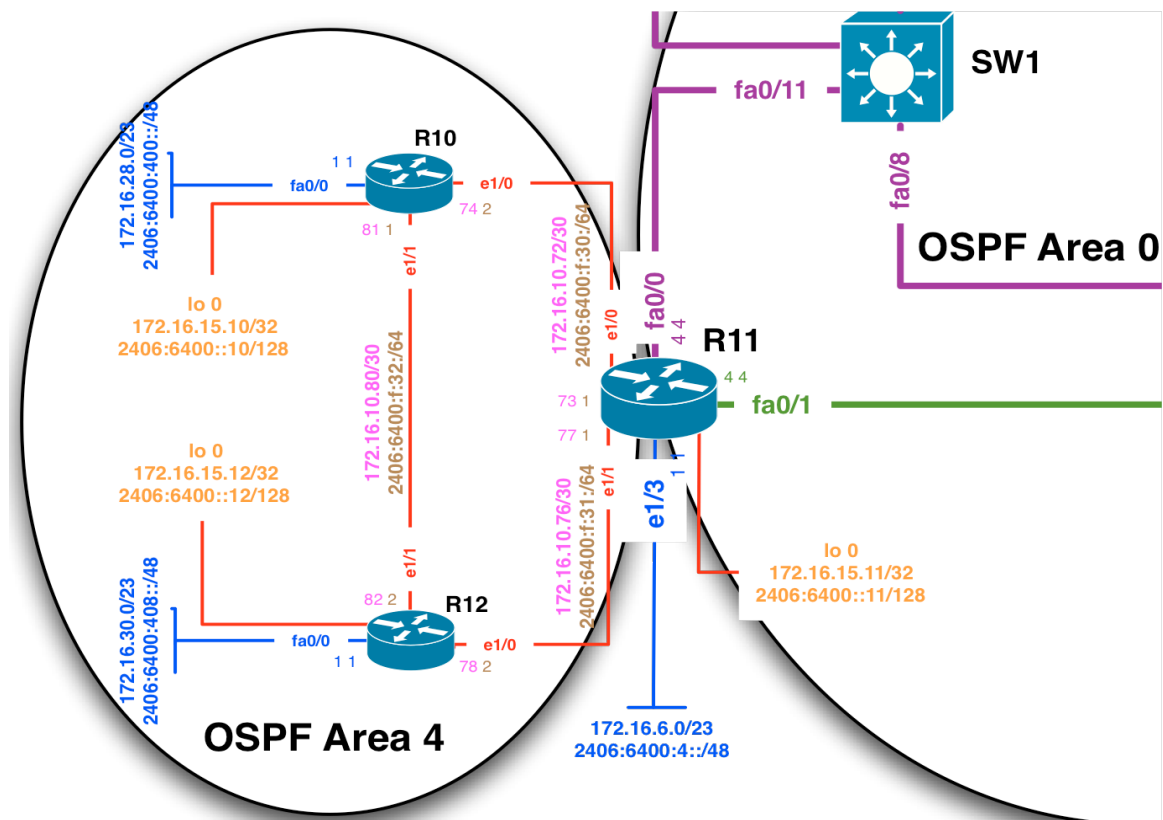 SW1
fa0/11
fa0/8
OSPF Area 0
R10
1 1
fa0/0
e1/0
74 2
81 1
e1/1
172.16.28.0/23
2406:6400:400::/48
lo 0
172.16.15.10/32
2406:6400::10/128
172.16.10.72/30
2406:6400:f:30:/64
e1/0
fa0/0
4 4
R11
4 4
fa0/1
73 1
77 1
172.16.10.80/30
2406:6400:f:32:/64
lo 0
172.16.15.12/32
2406:6400::12/128
172.16.10.76/30
2406:6400:f:31:/64
e1/1
e1/3
1 1
lo 0
172.16.15.11/32
2406:6400::11/128
e1/1
82 2
R12
172.16.30.0/23
2406:6400:408::/48
fa0/0
1 1
e1/0
78 2
OSPF Area 4
172.16.6.0/23
2406:6400:4::/48